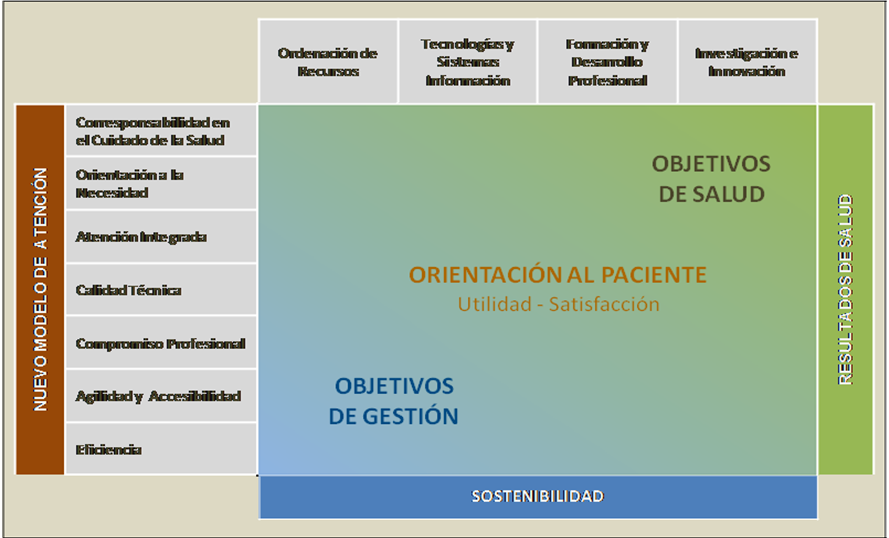 Ordenación de
Recursos
Tecnologías y
Sistemas
Información
Formación y
Desarrollo
Profesional
Investigación e
Innovación
NUEVO MODELO DE ATENCIÓN
Corresponsabilidad en
el Cuidado de la Salud
Orientación a la
Necesidad
Atención Integrada
Calidad Técnica
Compromiso Profesional
Agilidad y Accesibilidad
Eficiencia
OBJETIVOS
DE SALUD
ORIENTACIÓN AL PACIENTE
Utilidad - Satisfacción
OBJETIVOS
DE GESTIÓN
RESULTADOS DE SALUD
SOSTENIBILIDAD